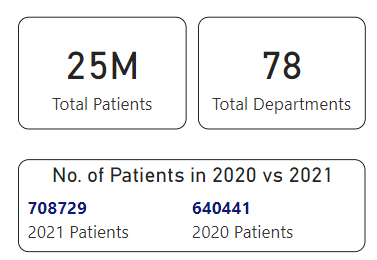 25M
Total Patients
78
Total Departments
No. of Patients in 2020 vs 2021
708729
2021 Patients
640441
2020 Patients